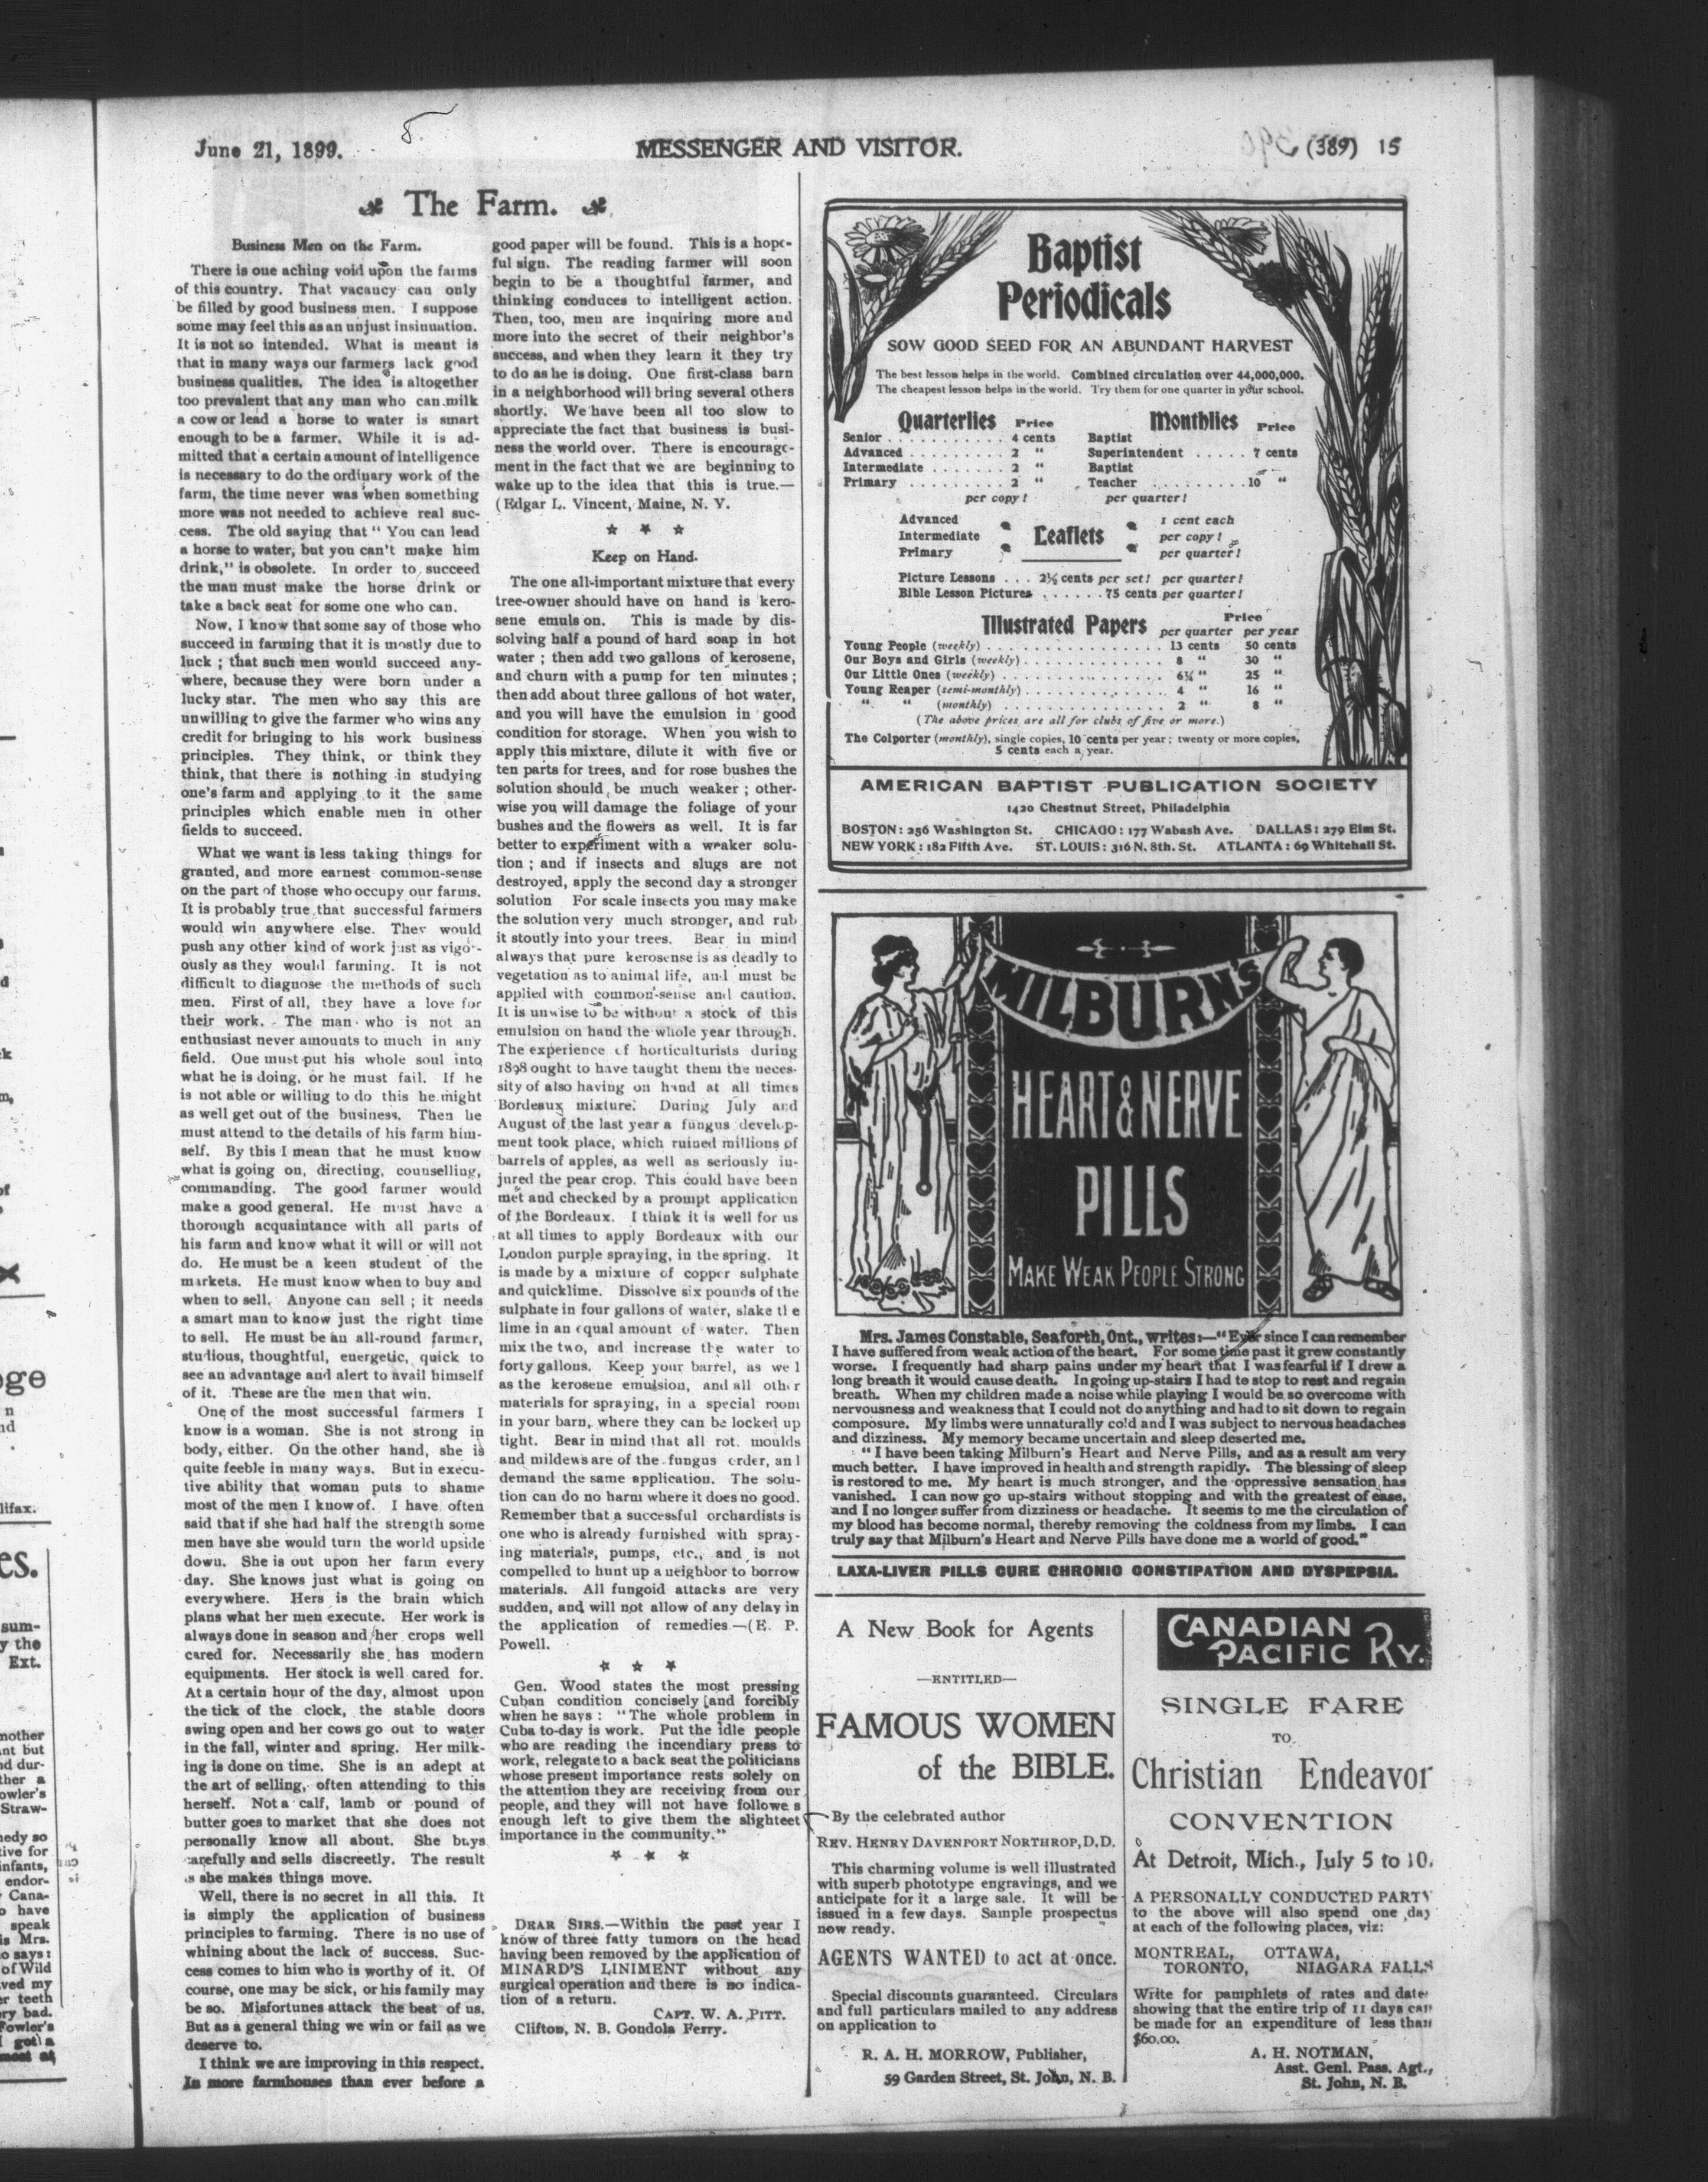 June 21, 1899.
5
MESSENGER AND VISITOR.
(389) 15
The Farm.
Business Men on the Farm.
There is one aching void upon the farms
of this country. That vacancy can only
be filled by good business men. I suppose
some may feel this as an unjust insinuation.
It is not so intended. What is meant is
that in many ways our farmers lack good
business qualities. The idea is altogether
too prevalent that any man who can milk
a cow or lead a horse to water is smart
enough to be a farmer. While it is ad-
mitted that a certain amount of intelligence
is necessary to do the ordinary work of the
farm, the time never was when something
more was not needed to achieve real suc-
cess. The old saying that " You can lead
a horse to water, but you can't make him
drink," is obsolete. In order to succeed
the man must make the horse drink or
take a back seat for some one who can.
Now, I know that some say of those who
succeed in farming that it is mostly due to
luck ; that such men would succeed any-
where, because they were born under a
lucky star. The men who say this are
unwilling to give the farmer who wins any
credit for bringing to his work business
principles. They think, or think they
think, that there is nothing in studying
one's farm and applying to it the same
principles which enable men in other
fields to succeed.
What we want is less taking things for
granted, and more earnest common-sense
on the part of those who occupy our farms.
It is probably true that successful farmers
would win anywhere else. They would
push any other kind of work just as vigor-
ously as they would farming. It is not
difficult to diagnose the methods of such
men. First of all, they have a love for
their work. The man who is not an
enthusiast never amounts to much in any
field. One must put his whole soul into
what he is doing, or he must fail. If he
is not able or willing to do this he might
as well get out of the business. Then he
must attend to the details of his farm him-
self. By this I mean that he must know
what is going on, directing, counselling,
commanding. The good farmer would
make a good general. He must have a
thorough acquaintance with all parts of
his farm and know what it will or will not
do. He must be a keen student of the
markets. He must know when to buy and
when to sell. Anyone can sell ; it needs
a smart man to know just the right time
to sell. He must be an all-round farmer,
studious, thoughtful, energetic, quick to
see an advantage and alert to avail himself
of it. These are the men that win.
One of the most successful farmers I
know is a woman. She is not strong in
body, either. On the other hand, she is
quite feeble in many ways. But in execu-
tive ability that woman puts to shame
most of the men I know of. I have often
said that if she had half the strength some
men have she would turn the world upside
down. She is out upon her farm every
day. She knows just what is going on
everywhere. Hers is the brain which
plans what her men execute. Her work is
always done in season and her crops well
cared for. Necessarily she has modern
equipments. Her stock is well cared for.
At a certain hour of the day, almost upon
the tick of the clock, the stable doors
swing open and her cows go out to water
in the fall, winter and spring. Her milk-
ing is done on time. She is an adept at
the art of selling, often attending to this
herself. Not a calf, lamb or pound of
butter goes to market that she does not
personally know all about. She buys
carefully and sells discreetly. The result
is she makes things move.
Well, there is no secret in all this. It
is simply the application of business
principles to farming. There is no use of
whining about the lack of success. Suc-
cess comes to him who is worthy of it. Of
course, one may be sick, or his family may
be so. Misfortunes attack the best of us.
But as a general thing we win or fail as we
deserve to.
I think we are improving in this respect.
In more farmhouses than ever before a
good paper will be found. This is a hope-
ful sign. The reading farmer will soon
begin to be a thoughtful farmer, and
thinking conduces to intelligent action.
Then, too, men are inquiring more and
more into the secret of their neighbor's
success, and when they learn it they try
to do as he is doing. One first-class barn
in a neighborhood will bring several others
shortly. We have been all too slow to
appreciate the fact that business is busi-
ness the world over. There is encourage-
ment in the fact that we are beginning to
wake up to the idea that this is true.—
(Edgar L. Vincent, Maine, N. Y.
* * *
Keep on Hand.
The one all-important mixture that every
tree-owner should have on hand is kero-
sene emuls on. This is made by dis-
solving half a pound of hard soap in hot
water ; then add two gallons of kerosene,
and churn with a pump for ten minutes ;
then add about three gallons of hot water,
and you will have the emulsion in good
condition for storage. When you wish to
apply this mixture, dilute it with five or
ten parts for trees, and for rose bushes the
solution should be much weaker ; other-
wise you will damage the foliage of your
bushes and the flowers as well. It is far
better to experiment with a weaker solu-
tion ; and if insects and slugs are not
destroyed, apply the second day a stronger
solution For scale insects you may make
the solution very much stronger, and rub
it stoutly into your trees. Bear in mind
always that pure kerosense is as deadly to
vegetation as to animal life, and must be
applied with common-sense and caution.
It is unwise to be without a stock of this
emulsion on hand the whole year through.
The experience of horticulturists during
1898 ought to have taught them the neces-
sity of also having on hand at all times
Bordeaux mixture. During July and
August of the last year a fungus develop-
ment took place, which ruined millions of
barrels of apples, as well as seriously in-
jured the pear crop. This could have been
met and checked by a prompt application
of the Bordeaux. I think it is well for us
at all times to apply Bordeaux with our
London purple spraying, in the spring. It
is made by a mixture of copper sulphate
and quicklime. Dissolve six pounds of the
sulphate in four gallons of water, slake the
lime in an equal amount of water. Then
mix the two, and increase the water to
forty gallons. Keep your barrel, as we l
as the kerosene emulsion, and all other
materials for spraying, in a special room
in your barn, where they can be locked up
tight. Bear in mind that all rot, moulds
and mildews are of the fungus order, and
demand the same application. The solu-
tion can do no harm where it does no good.
Remember that a successful orchardists is
one who is already furnished with spray-
ing materials, pumps, etc., and is not
compelled to hunt up a neighbor to borrow
materials. All fungoid attacks are very
sudden, and will not allow of any delay in
the application of remedies —(E. P.
Powell.
* * *
Gen. Wood states the most pressing
Cuban condition concisely [and forcibly
when he says : "The whole problem in
Cuba to-day is work. Put the idle people
who are reading the incendiary press to
work, relegate to a back seat the politicians
whose present importance rests solely on
the attention they are receiving from our
people, and they will not have followe s
enough left to give them the slighteet
importance in the community."
* * *
DEAR SIRS.—Within the past year I
know of three fatty tumors on the head
having been removed by the application of
MINARD'S LINIMENT without any
surgical operation and there is no indica-
tion of a return.
CAPT. W. A. PITT.
Clifton, N. B. Gondola Ferry.
Baptist
Periodicals
SOW GOOD SEED FOR AN ABUNDANT HARVEST
The best lesson helps in the world. Combined circulation over 44,000,000.
The cheapest lesson helps in the world. Try them for one quarter in your school.
Quarterlies Price
Senior . . . . . . . . . . . 4 cents
Advanced . . . . . . . . . 2 "
Intermediate . . . . . . . 2 "
Primary . . . . . . . . . 2 "
per copy !
Monthlies Price
Baptist
Superintendent . . . . . 7 cents
Baptist
Teacher . . . . . . . . . 10 "
per quarter !
Advanced
Intermediate
Primary
Leaflets
1 cent each
per copy !
per quarter !
Picture Lessons . . . 2½ cents per set ! per quarter !
Bible Lesson Pictures . . . . . . 75 cents per quarter !
Illustrated Papers
Price
per quarter per year
Young People (weekly) . . . . . . 13 cents 50 cents
Our Boys and Girls (weekly) . . . . . . 8 " 30 "
Our Little Ones (weekly) . . . . . . 6¼ " 25 "
Young Reaper (semi-monthly) . . . . . . 4 " 16 "
" " (monthly) . . . . . . 2 " 8 "
(The above prices are all for clubs of five or more.)
The Colporter (monthly), single copies, 10 cents per year ; twenty or more copies,
5 cents each a year.
AMERICAN BAPTIST PUBLICATION SOCIETY
1420 Chestnut Street, Philadelphia
BOSTON : 256 Washington St. CHICAGO : 177 Wabash Ave. DALLAS : 279 Elm St.
NEW YORK : 182 Fifth Ave. ST. LOUIS : 316 N. 8th. St. ATLANTA : 69 Whitehall St.
MILBURN'S
HEART & NERVE
PILLS
MAKE WEAK PEOPLE STRONG
Mrs. James Constable, Seaforth, Ont., writes:—"Ever since I can remember
I have suffered from weak action of the heart. For some time past it grew constantly
worse. I frequently had sharp pains under my heart that I was fearful if I drew a
long breath it would cause death. In going up-stairs I had to stop to rest and regain
breath. When my children made a noise while playing I would be so overcome with
nervousness and weakness that I could not do anything and had to sit down to regain
composure. My limbs were unnaturally cold and I was subject to nervous headaches
and dizziness. My memory became uncertain and sleep deserted me.
"I have been taking Milburn's Heart and Nerve Pills, and as a result am very
much better. I have improved in health and strength rapidly. The blessing of sleep
is restored to me. My heart is much stronger, and the oppressive sensation has
vanished. I can now go up-stairs without stopping and with the greatest of ease,
and I no longer suffer from dizziness or headache. It seems to me the circulation of
my blood has become normal, thereby removing the coldness from my limbs. I can
truly say that Milburn's Heart and Nerve Pills have done me a world of good."
LAXA-LIVER PILLS CURE CHRONIC CONSTIPATION AND DYSPEPSIA.
A New Book for Agents
—ENTITLED—
FAMOUS WOMEN
of the BIBLE.
By the celebrated author
REV. HENRY DAVENPORT NORTHROP, D.D.
This charming volume is well illustrated
with superb phototype engravings, and we
anticipate for it a large sale. It will be
issued in a few days. Sample prospectus
now ready.
AGENTS WANTED to act at once.
Special discounts guaranteed. Circulars
and full particulars mailed to any address
on application to
R. A. H. MORROW, Publisher,
59 Garden Street, St. John, N. B.
CANADIAN
PACIFIC RY.
SINGLE FARE
TO
Christian Endeavor
CONVENTION
At Detroit, Mich., July 5 to 10.
A PERSONALLY CONDUCTED PARTY
to the above will also spend one day
at each of the following places, viz:
MONTREAL, OTTAWA,
TORONTO, NIAGARA FALLS
Write for pamphlets of rates and dates
showing that the entire trip of 11 days can
be made for an expenditure of less than
$60.00.
A. H. NOTMAN,
Asst. Genl. Pass. Agt.,
St. John, N. B.